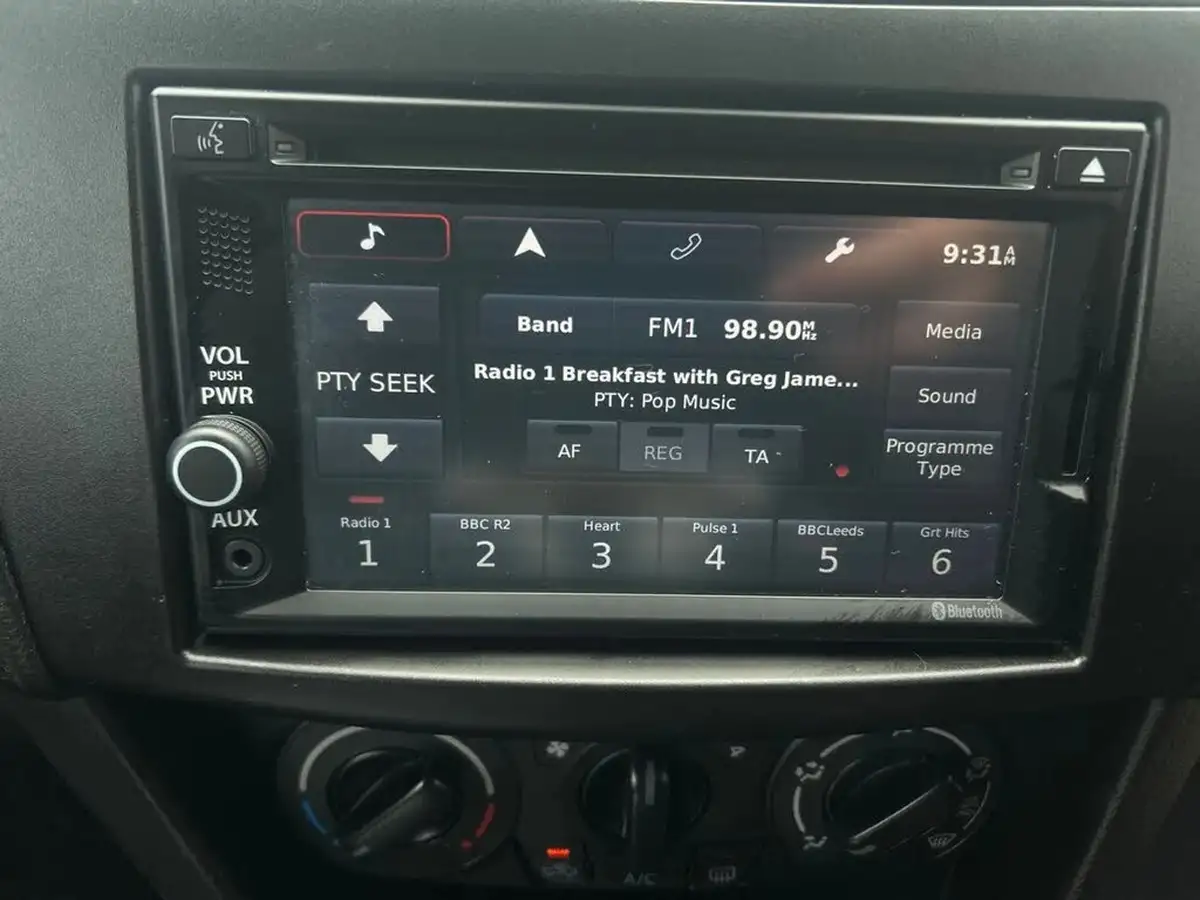 9:31AM
Band
FM1 98.90MHz
Media
Radio 1 Breakfast with Greg Jame...
PTY: Pop Music
PTY SEEK
Sound
VOL
PUSH
PWR
AF
REG
TA
Programme
Type
AUX
Radio 1
1
BBC R2
2
Heart
3
Pulse 1
4
BBCLeeds
5
Grt Hits
6
Bluetooth
A/C